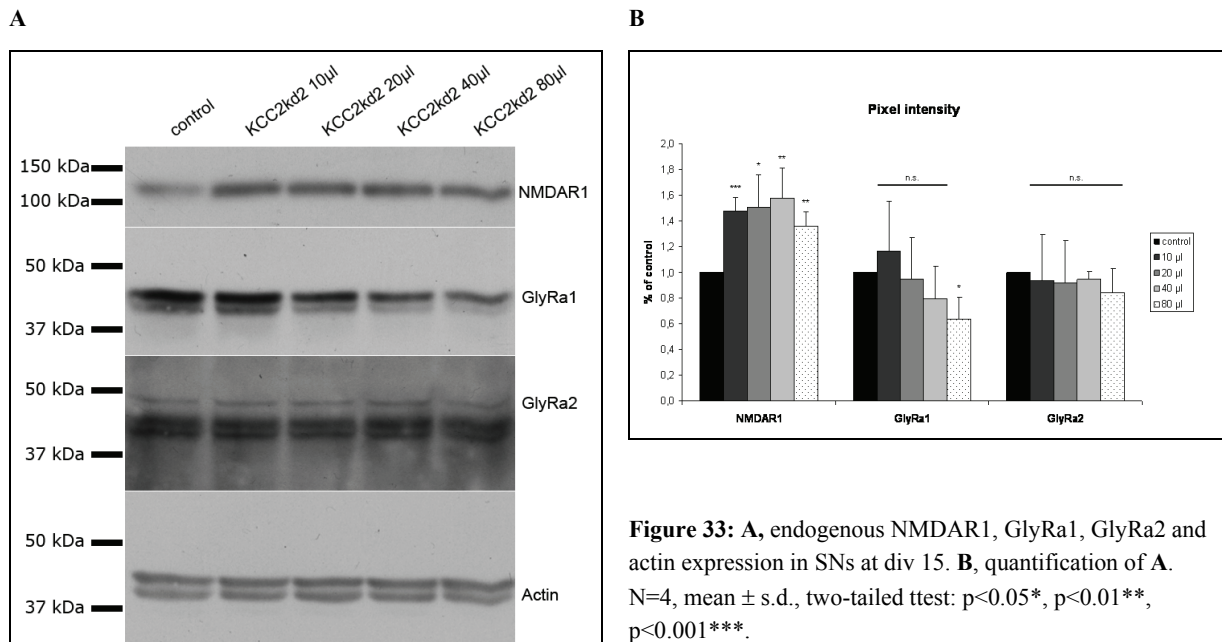 A
control
KCC2kd2 10µl
KCC2kd2 20µl
KCC2kd2 40µl
KCC2kd2 80µl
150 kDa
100 kDa
NMDAR1
50 kDa
37 kDa
GlyRa1
50 kDa
37 kDa
GlyRa2
50 kDa
37 kDa
Actin
B
Pixel intensity
% of control
2,0
1,8
1,6
1,4
1,2
1,0
0,8
0,6
0,4
0,2
0,0
***
*
**
**
n.s.
*
n.s.
NMDAR1
GlyRa1
GlyRa2
control
10 µl
20 µl
40 µl
80 µl
Figure 33: A, endogenous NMDAR1, GlyRa1, GlyRa2 and
actin expression in SNs at div 15. B, quantification of A.
N=4, mean ± s.d., two-tailed ttest: p<0.05*, p<0.01**,
p<0.001***.